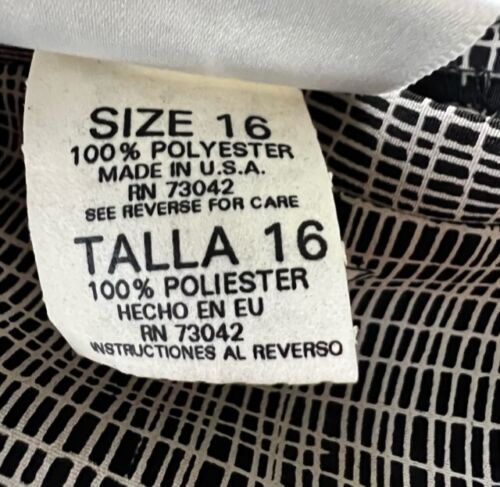 SIZE 16
100% POLYESTER
MADE IN U.S.A.
RN 73042
SEE REVERSE FOR CARE
TALLA 16
100% POLIESTER
HECHO EN EU
RN 73042
INSTRUCTIONES AL REVERSO